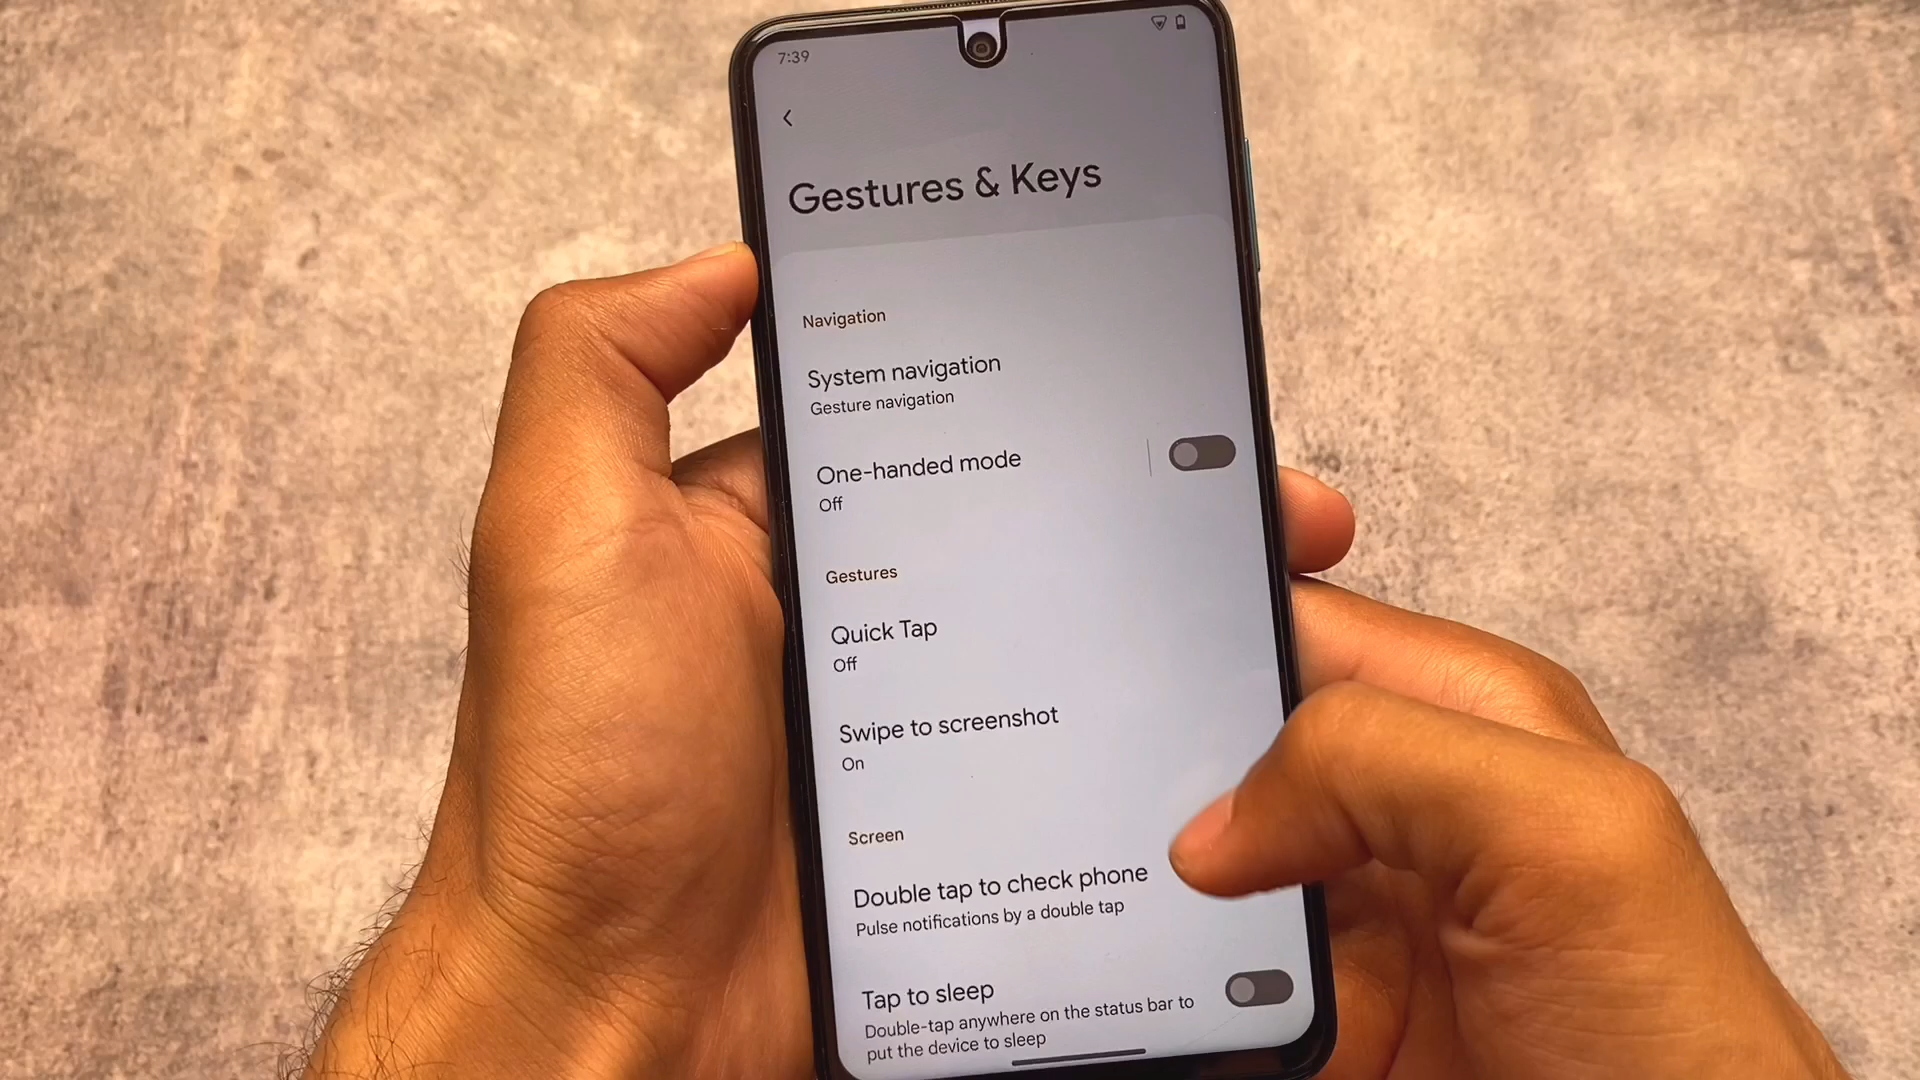 7:39
Gestures & Keys
Navigation
System navigation
Gesture navigation
One-handed mode
Off
Gestures
Quick Tap
Off
Swipe to screenshot
On
Screen
Double tap to check phone
Pulse notifications by a double tap
Tap to sleep
Double-tap anywhere on the status bar to
put the device to sleep